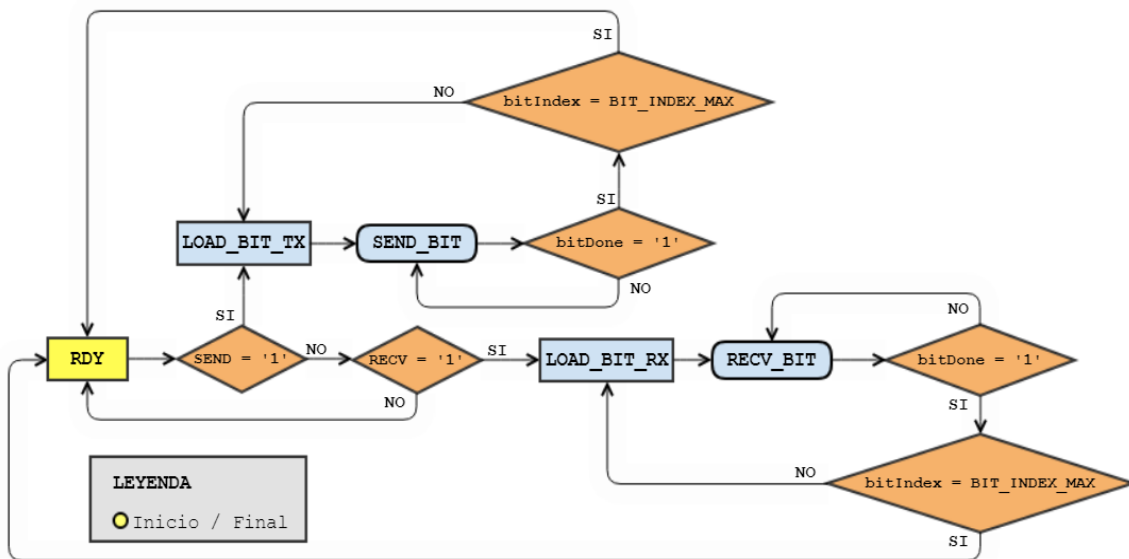 SI
NO
bitIndex = BIT_INDEX_MAX
SI
LOAD_BIT_TX
SEND_BIT
bitDone = '1'
NO
SI
NO
RDY
SEND = '1'
NO
RECV = '1'
SI
LOAD_BIT_RX
RECV_BIT
bitDone = '1'
NO
SI
LEYENDA
Inicio / Final
NO
bitIndex = BIT_INDEX_MAX
SI